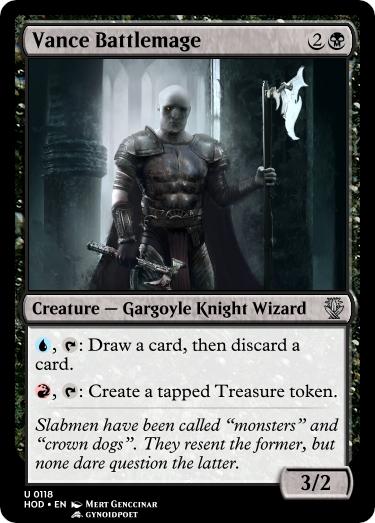 Vance Battlemage 2
Creature — Gargoyle Knight Wizard
, : Draw a card, then discard a
card.
, : Create a tapped Treasure token.
Slabmen have been called “monsters” and
“crown dogs”. They resent the former, but
none dare question the latter.
3/2
U 0118
HOD • EN Mert Genccinar
gynoidpoet